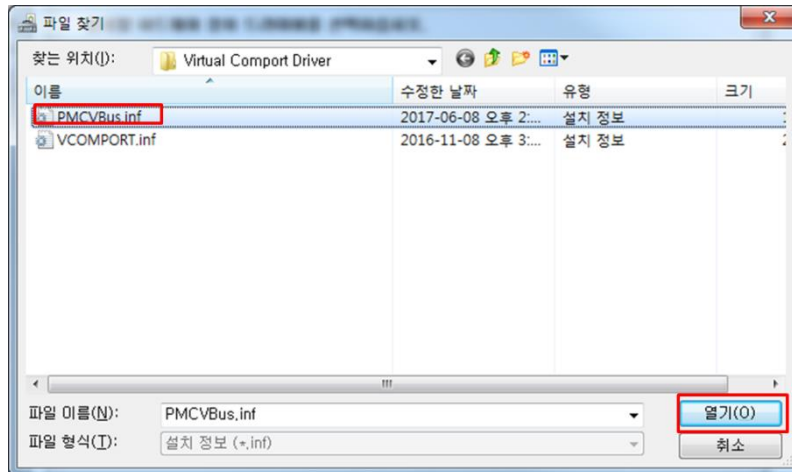 파일 찾기
찾는 위치(I): Virtual Comport Driver
이름 수정한 날짜 유형 크기
PMCVBus.inf 2017-06-08 오후 2:... 설치 정보
VCOMPORT.inf 2016-11-08 오후 3:... 설치 정보
파일 이름(N): PMCVBus.inf 열기(O)
파일 형식(T): 설치 정보 (*.inf) 취소